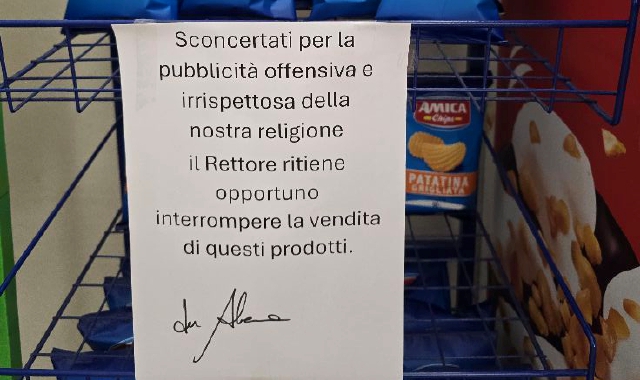 Sconcertati per la
pubblicità offensiva e
irrispettosa della
nostra religione
il Rettore ritiene
opportuno
interrompere la vendita
di questi prodotti.
AMICA
Chips
PATATINA
GRIGLIATA